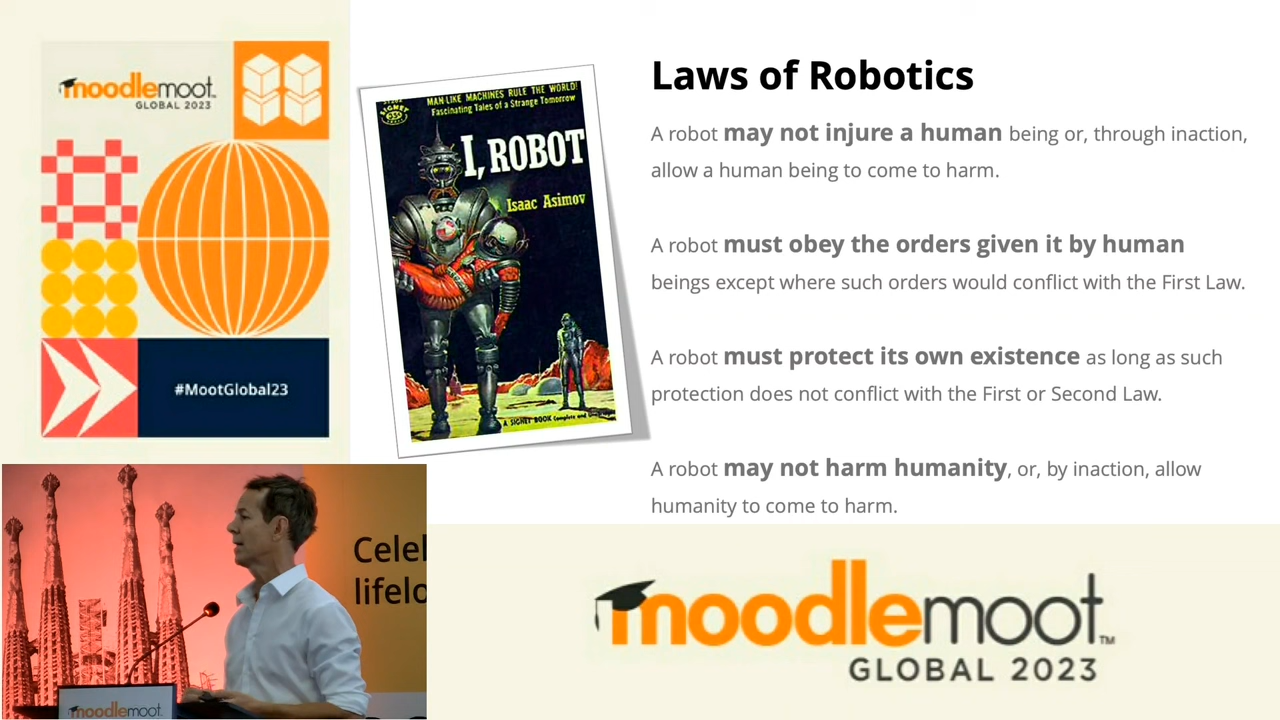 moodlemoot
GLOBAL 2023
#MootGlobal23
MAN-LIKE MACHINES RULE THE WORLD!
Fascinating Tales of a Strange Tomorrow
SIGNET
I, ROBOT
Isaac Asimov
A SIGNET BOOK Complete and
Laws of Robotics
A robot may not injure a human being or, through inaction,
allow a human being to come to harm.
A robot must obey the orders given it by human
beings except where such orders would conflict with the First Law.
A robot must protect its own existence as long as such
protection does not conflict with the First or Second Law.
A robot may not harm humanity, or, by inaction, allow
humanity to come to harm.
Celel
lifelo
moodlemoot
moodlemoot™
GLOBAL 2023